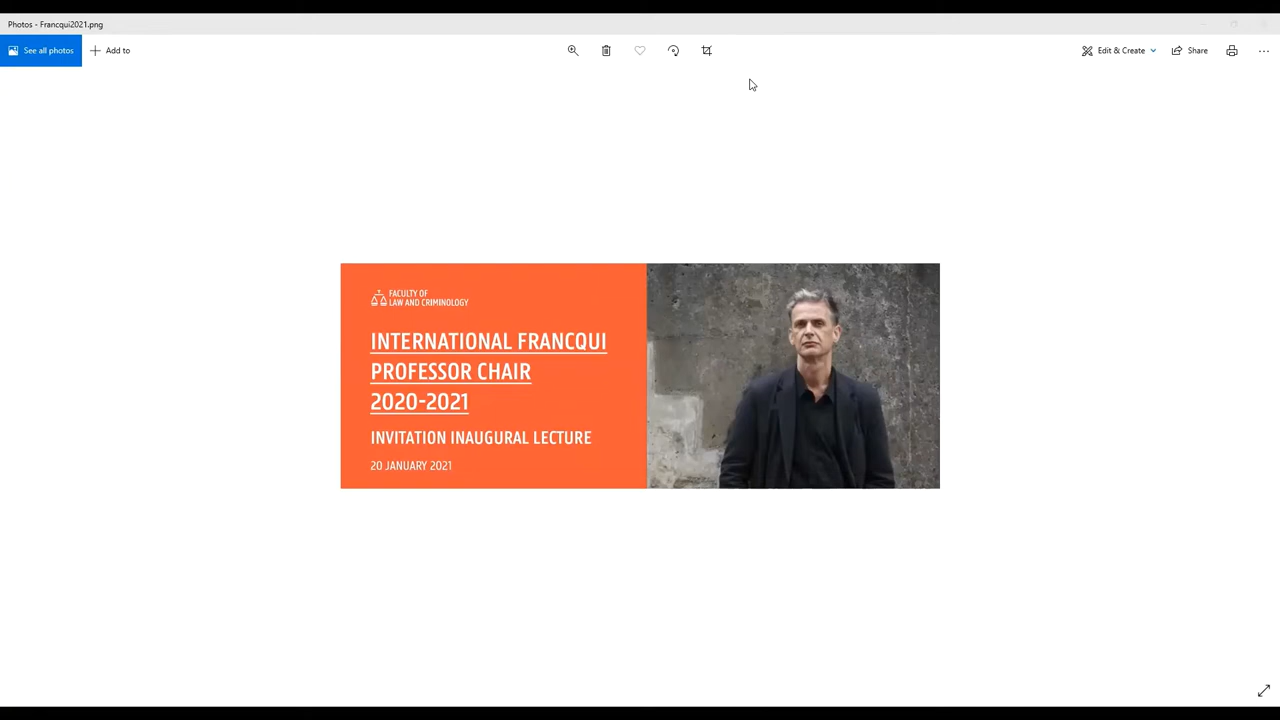 Photos - Francqui2021.png
See all photos
Add to
Edit & Create
Share
FACULTY OF
LAW AND CRIMINOLOGY
INTERNATIONAL FRANCQUI
PROFESSOR CHAIR
2020-2021
INVITATION INAUGURAL LECTURE
20 JANUARY 2021